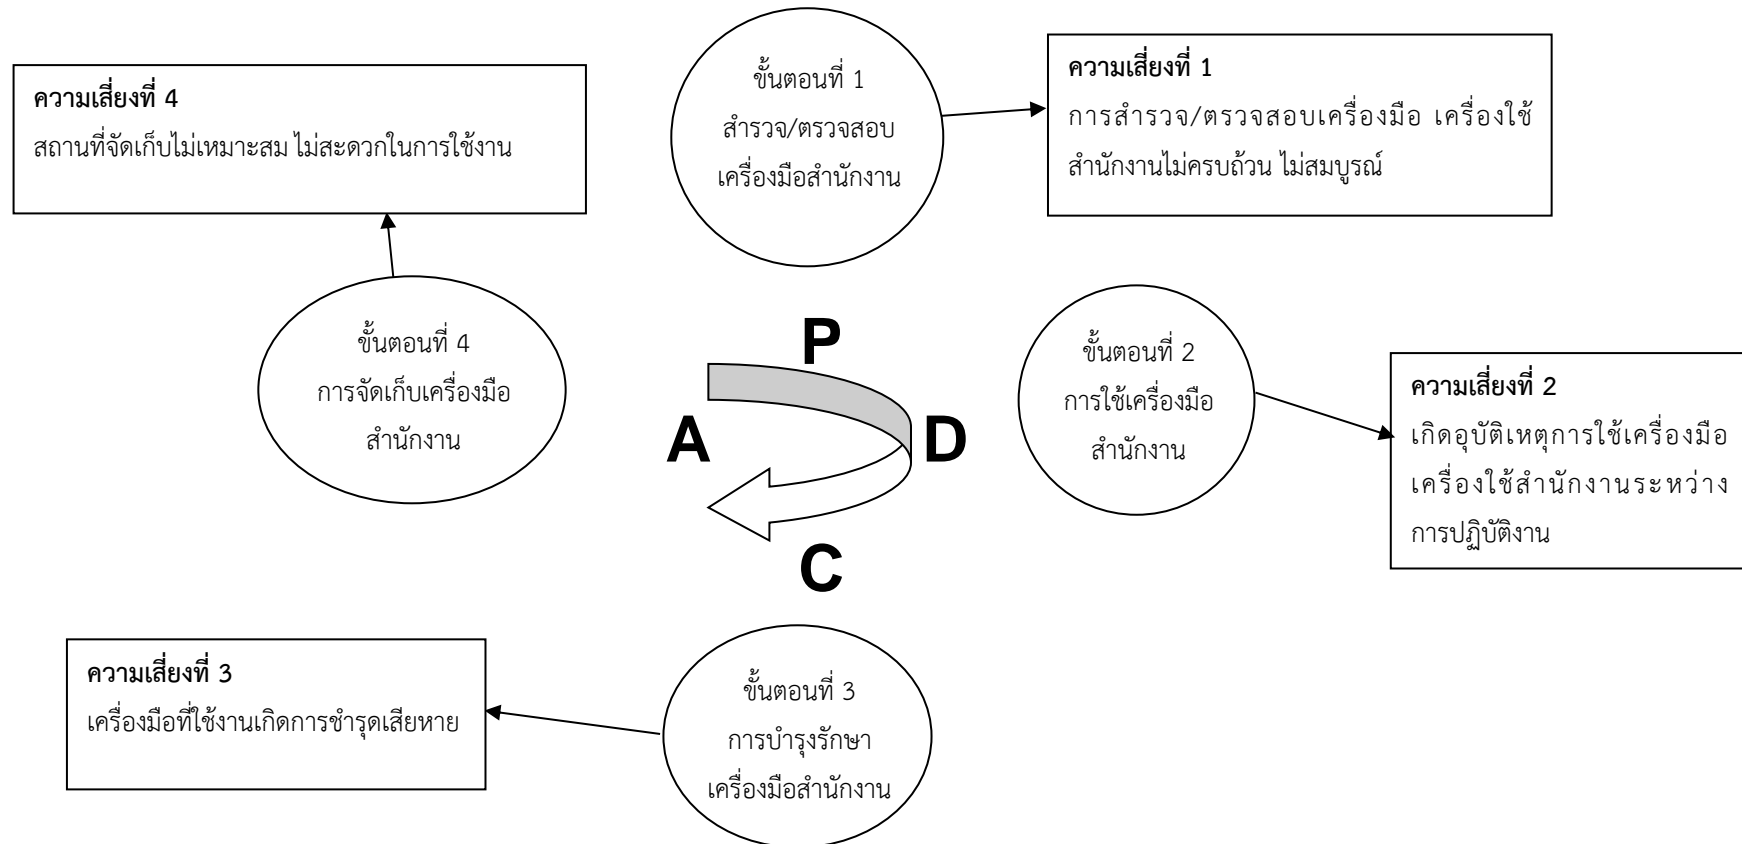 ขั้นตอนที่ 1
สำรวจ/ตรวจสอบ
เครื่องมือสำนักงาน
ความเสี่ยงที่ 1
การสำรวจ/ตรวจสอบเครื่องมือ เครื่องใช้
สำนักงานไม่ครบถ้วน ไม่สมบูรณ์
ความเสี่ยงที่ 4
สถานที่จัดเก็บไม่เหมาะสม ไม่สะดวกในการใช้งาน
ขั้นตอนที่ 4
การจัดเก็บเครื่องมือ
สำนักงาน
P
A
D
C
ขั้นตอนที่ 2
การใช้เครื่องมือ
สำนักงาน
ความเสี่ยงที่ 2
เกิดอุบัติเหตุการใช้เครื่องมือ
เครื่องใช้สำนักงานระหว่าง
การปฏิบัติงาน
ความเสี่ยงที่ 3
เครื่องมือที่ใช้งานเกิดการชำรุดเสียหาย
ขั้นตอนที่ 3
การบำรุงรักษา
เครื่องมือสำนักงาน